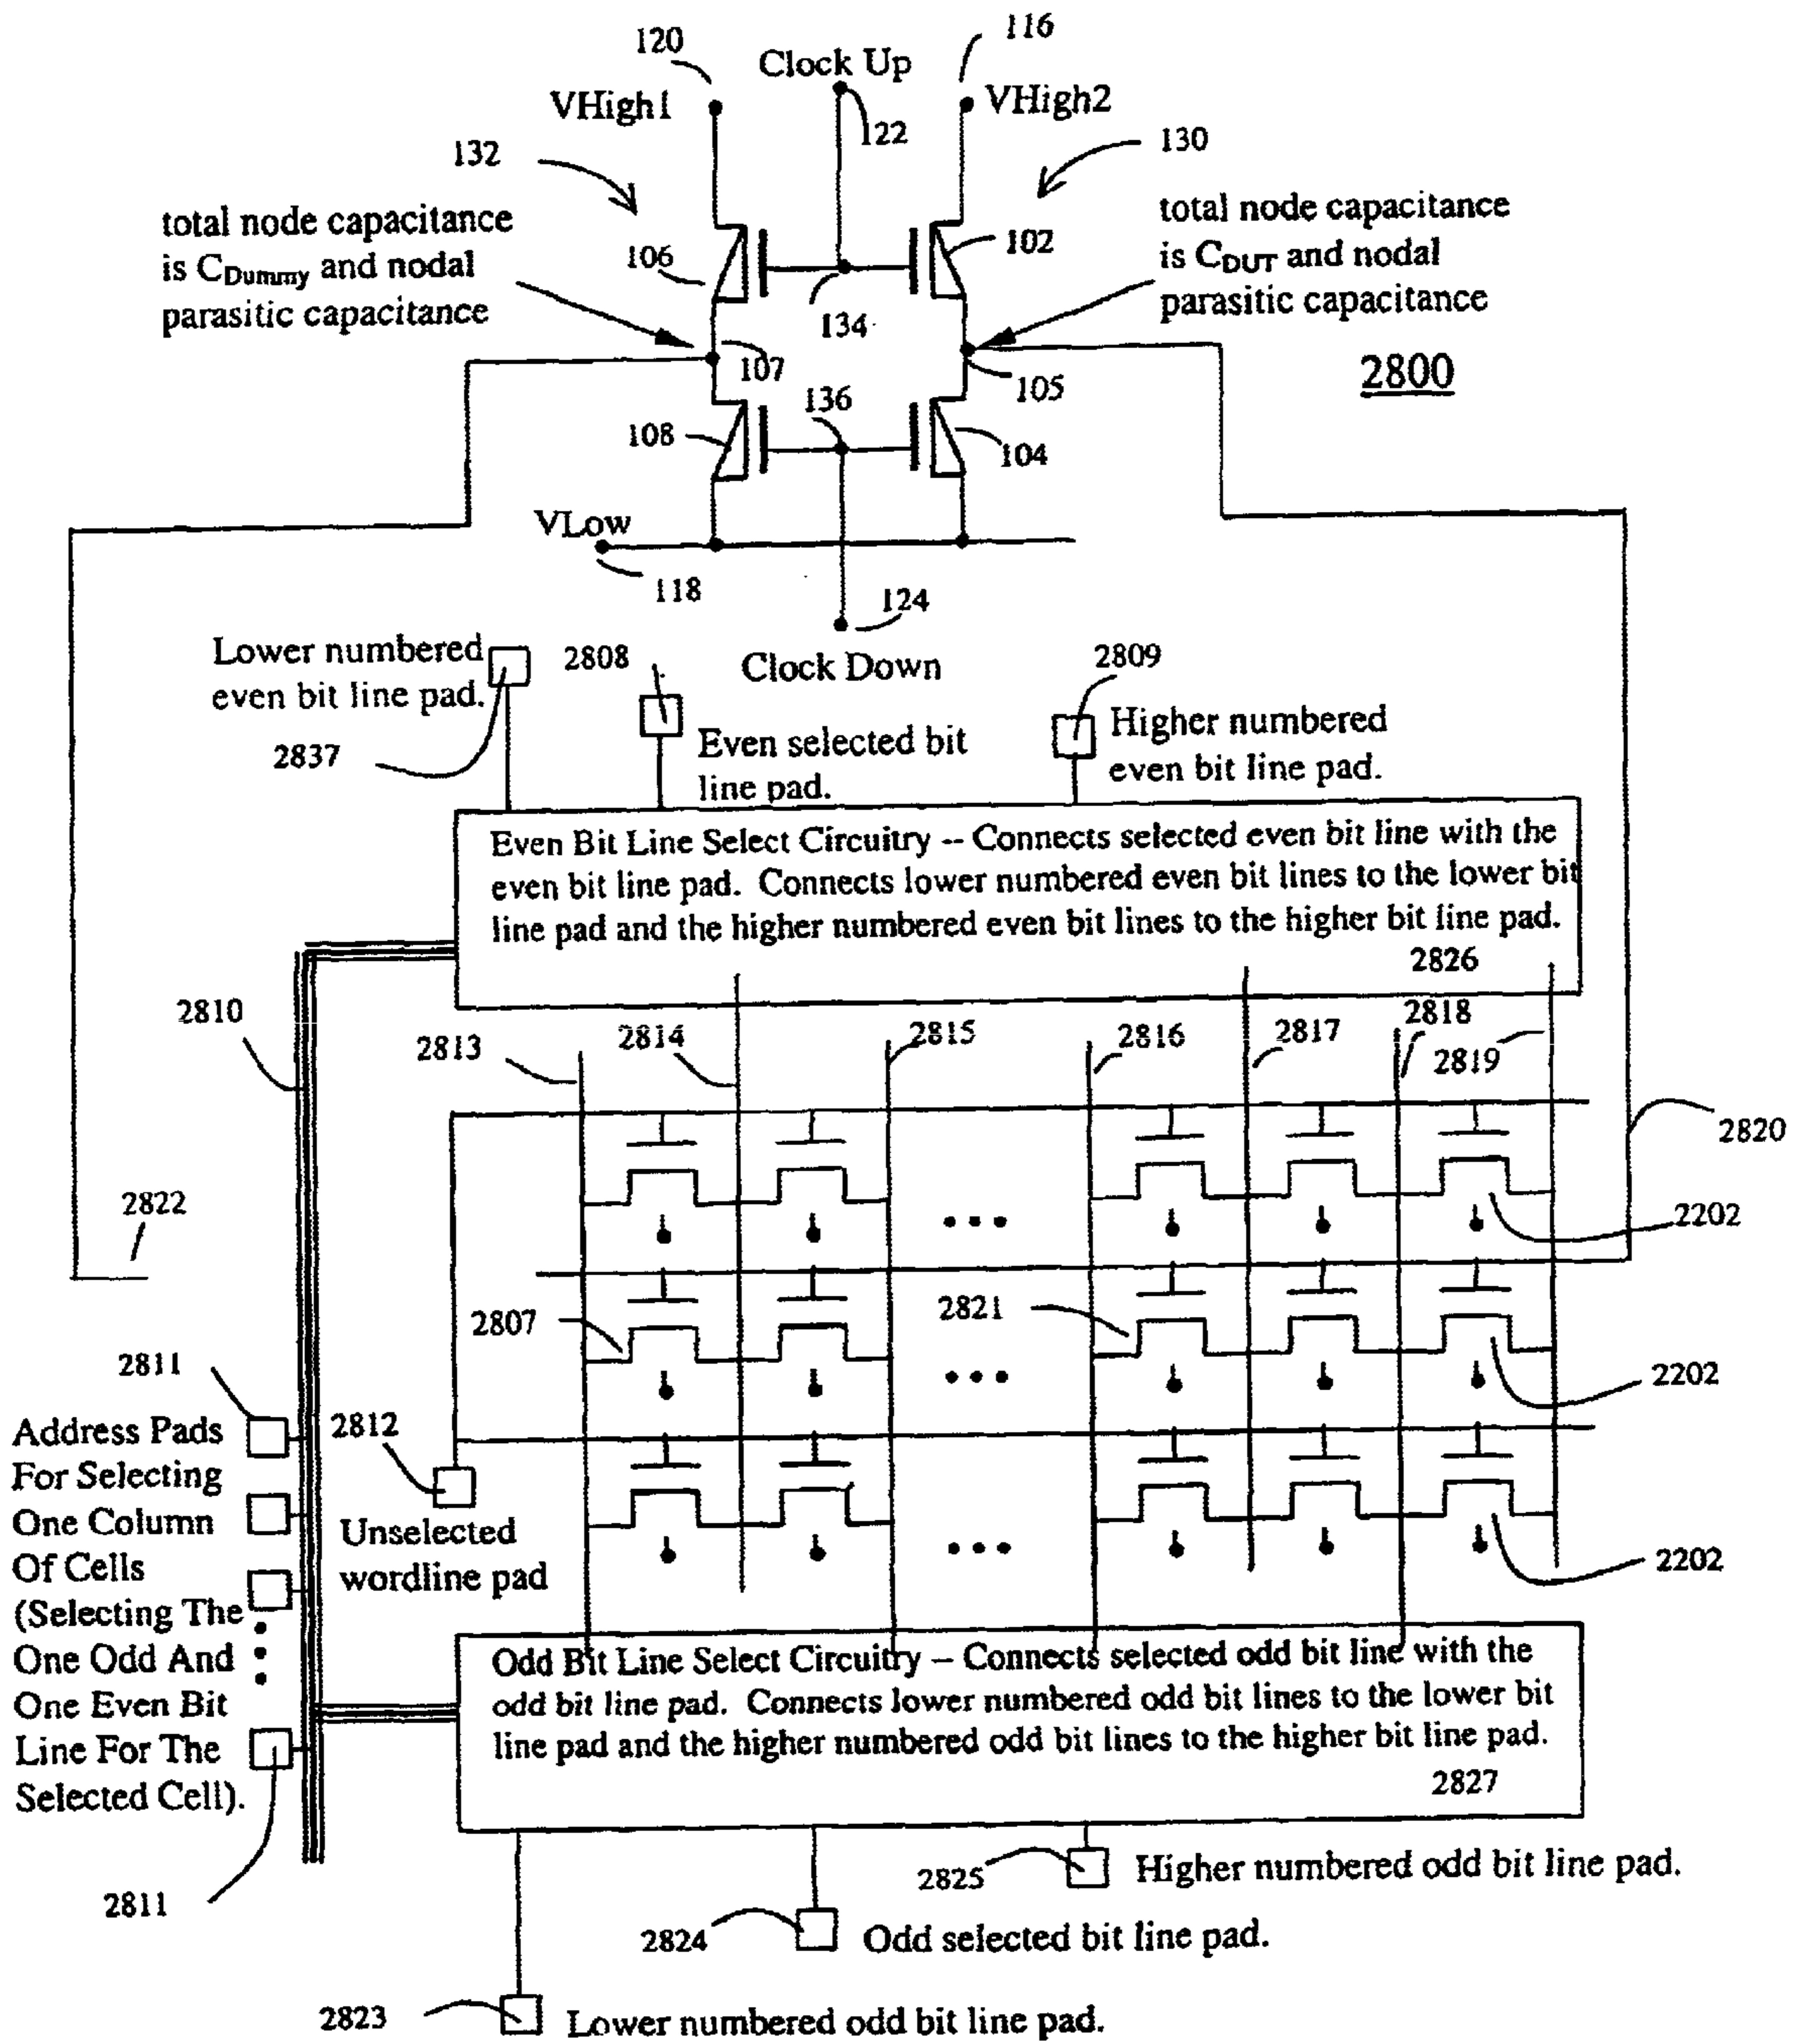 120
116
Clock Up
VHigh1
VHigh2
122
132
130
total node capacitance
is CDummy and nodal
parasitic capacitance
total node capacitance
is CDUT and nodal
parasitic capacitance
106
102
134
107
105
2800
136
108
104
VLow
118
124
Clock Down
Lower numbered
even bit line pad.
2837
2808
Even selected bit
line pad.
2809
Higher numbered
even bit line pad.
Even Bit Line Select Circuitry -- Connects selected even bit line with the
even bit line pad. Connects lower numbered even bit lines to the lower bit
line pad and the higher numbered even bit lines to the higher bit line pad.
2826
2810
2813
2814
2815
2816
2817
2818
2819
2820
2822
2202
2807
2821
2202
2811
2812
Address Pads
For Selecting
One Column
Of Cells
(Selecting The
One Odd And
One Even Bit
Line For The
Selected Cell).
Unselected
wordline pad
2202
Odd Bit Line Select Circuitry – Connects selected odd bit line with the
odd bit line pad. Connects lower numbered odd bit lines to the lower bit
line pad and the higher numbered odd bit lines to the higher bit line pad.
2827
2811
2825
Higher numbered odd bit line pad.
2824
Odd selected bit line pad.
2823
Lower numbered odd bit line pad.